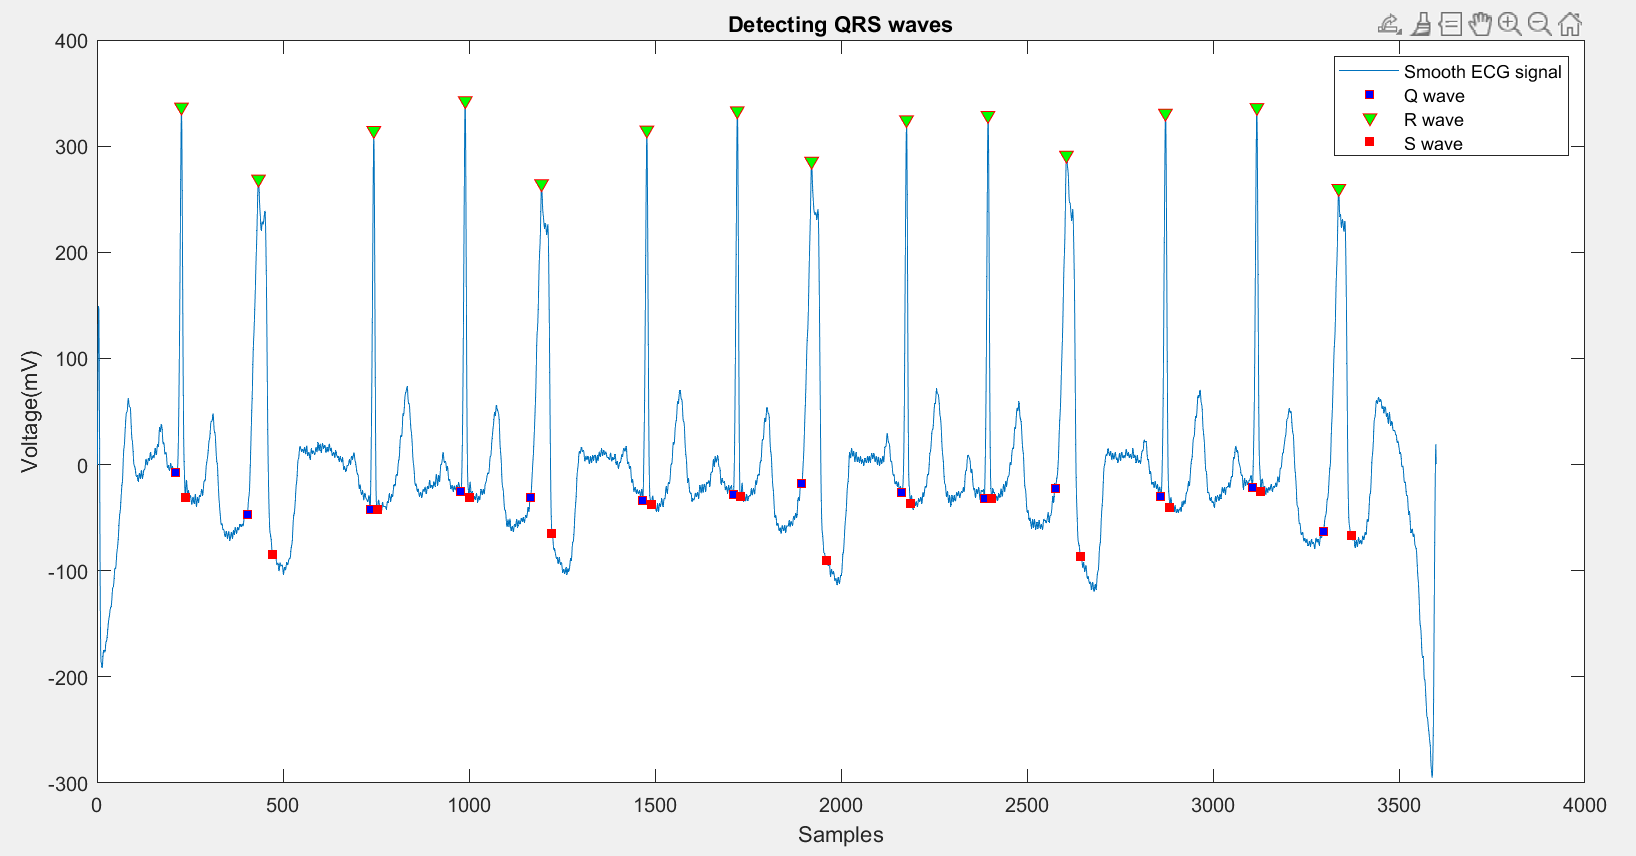 Detecting QRS waves
400
300
200
100
0
-100
-200
-300
Voltage(mV)
Smooth ECG signal
Q wave
R wave
S wave
0 500 1000 1500 2000 2500 3000 3500 4000
Samples